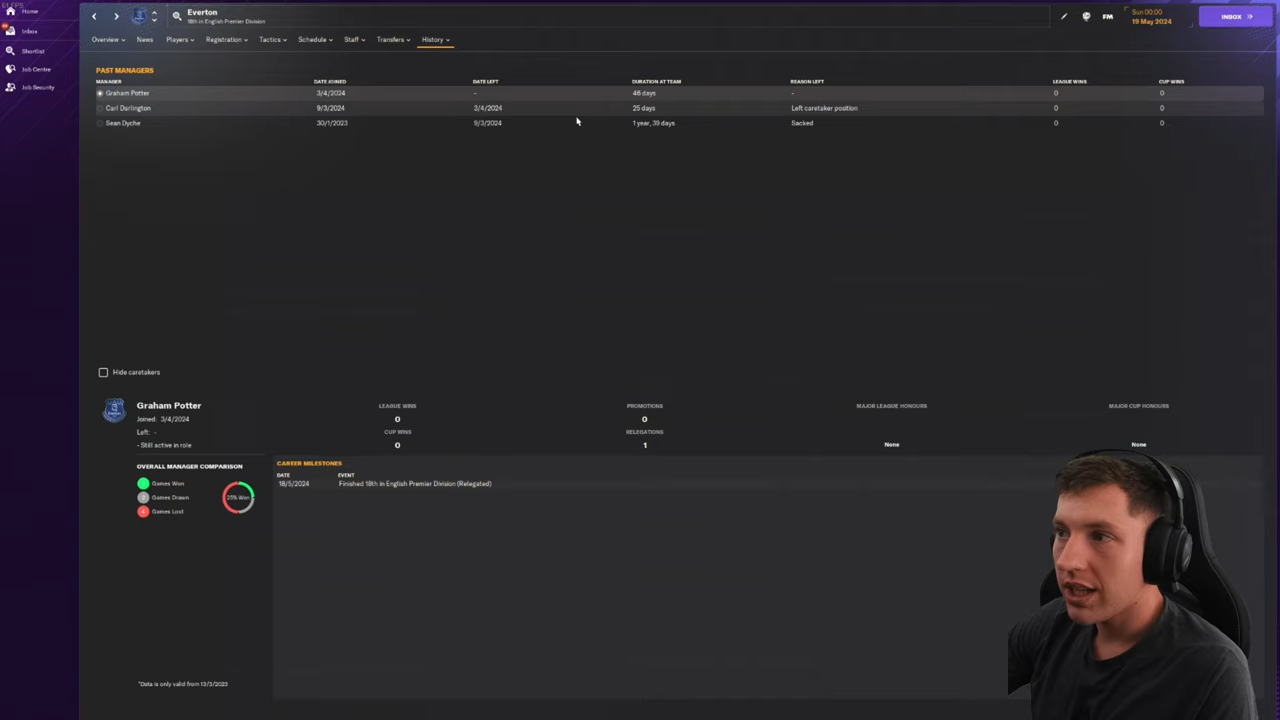 Home
Inbox
Shortlist
Job Centre
Job Security
Everton
18th in English Premier Division
Sun 00:00
19 May 2024
FM
INBOX
Overview
News
Players
Registration
Tactics
Schedule
Staff
Transfers
History
PAST MANAGERS
MANAGER DATE JOINED DATE LEFT DURATION AT TEAM REASON LEFT LEAGUE WINS CUP WINS
Graham Potter 3/4/2024 - 46 days - 0 0
Carl Darlington 9/3/2024 3/4/2024 25 days Left caretaker position 0 0
Sean Dyche 30/1/2023 9/3/2024 1 year, 39 days Sacked 0 0
Hide caretakers
Graham Potter
Joined: 3/4/2024
Left: -
- Still active in role
LEAGUE WINS
0
CUP WINS
0
PROMOTIONS
0
RELEGATIONS
1
MAJOR LEAGUE HONOURS
None
MAJOR CUP HONOURS
None
OVERALL MANAGER COMPARISON
Games Won
Games Drawn
Games Lost
25% Won
CAREER MILESTONES
DATE EVENT
18/5/2024 Finished 18th in English Premier Division (Relegated)
*Data is only valid from 13/3/2023